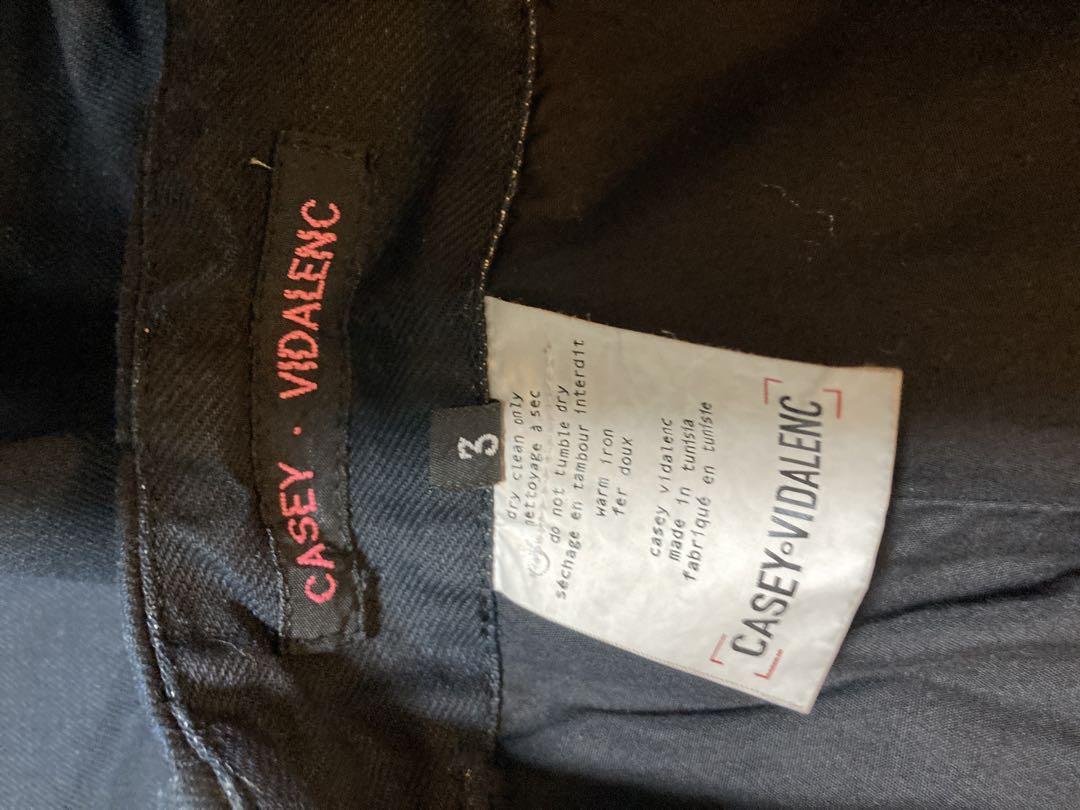 CASEY · VIDALENC
3
dry clean only
nettoyage à sec
do not tumble dry
séchage en tambour interdit
warm iron
fer doux
casey vidalenc
made in tunisia
fabriqué en tunisie
CASEY◦VIDALENC